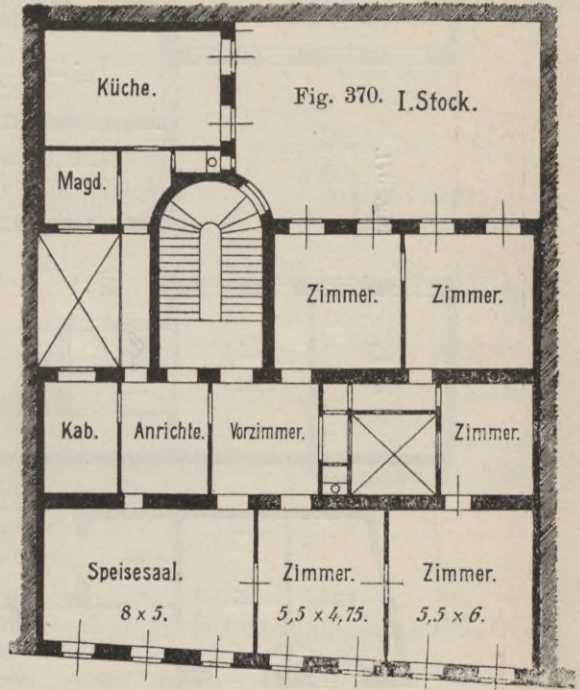 Küche.
Fig. 370. I. Stock.
Magd.
Zimmer. Zimmer.
Kab. Anrichte. Vorzimmer. Zimmer.
Speisesaal. Zimmer. Zimmer.
8 x 5. 5,5 x 4,75. 5,5 x 6.